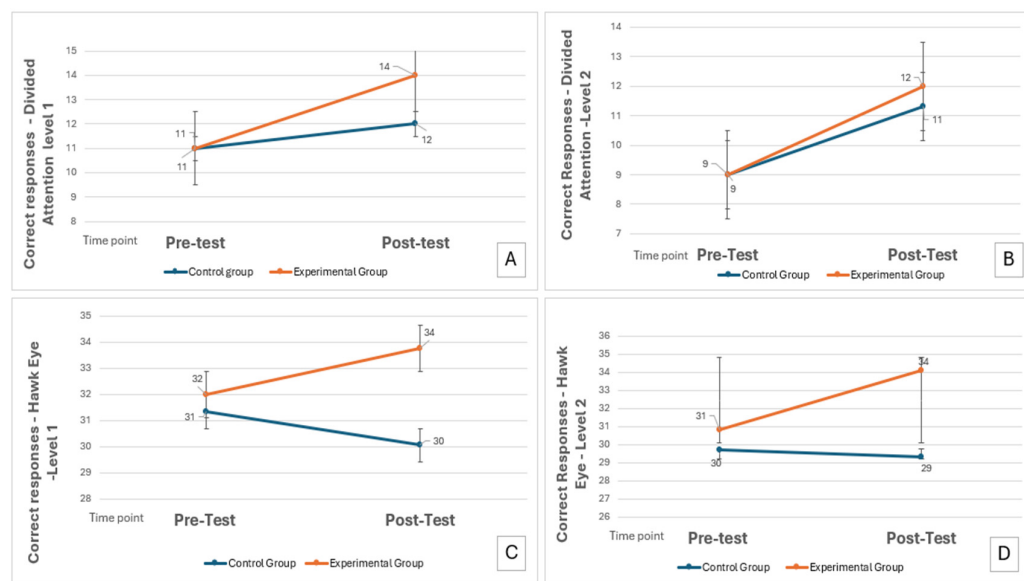 Correct responses - Divided
Attention level 1
15
14
13
12
11
10
9
8
11
11
14
12
Time point
Pre-test
Post-test
Control group
Experimental Group
A
Correct Responses - Divided
Attention -Level 2
14
13
12
11
10
9
8
7
9
9
12
11
Time point
Pre-Test
Post-Test
Control Group
Experimental Group
B
Correct responses - Hawk Eye
-Level 1
35
34
33
32
31
30
29
28
32
31
34
30
Time point
Pre-Test
Post-Test
Control Group
Experimental Group
C
Correct Responses - Hawk
Eye - Level 2
36
35
34
33
32
31
30
29
28
27
26
31
30
34
29
Time point
Pre-test
Post-Test
Control Group
Experimental Group
D